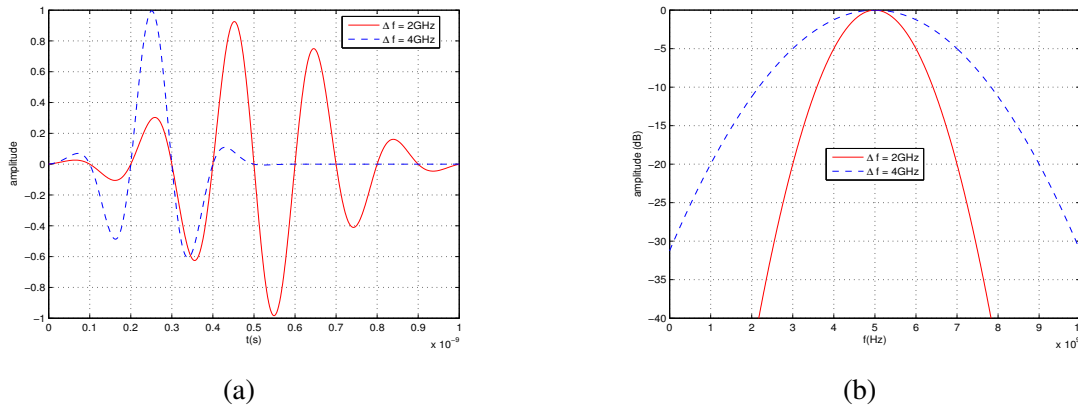 1
0.8
0.6
0.4
0.2
0
−0.2
−0.4
−0.6
−0.8
−1
amplitude
Δ f = 2GHz
Δ f = 4GHz
0 0.1 0.2 0.3 0.4 0.5 0.6 0.7 0.8 0.9 1
t(s)
x 10⁻⁹
(a)
0
−5
−10
−15
−20
−25
−30
−35
−40
amplitude (dB)
Δ f = 2GHz
Δ f = 4GHz
0 1 2 3 4 5 6 7 8 9
f(Hz)
(b)